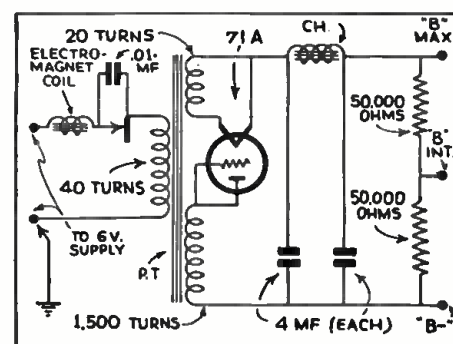 20 TURNS
71A
CH.
"B"
MAX
ELECTRO-
MAGNET
COIL
.01-
MF
50,000
OHMS
"B"
INT.
40 TURNS
50,000
OHMS
TO 6V.
SUPPLY
P.T
1,500 TURNS
4 MF (EACH)
"B-"